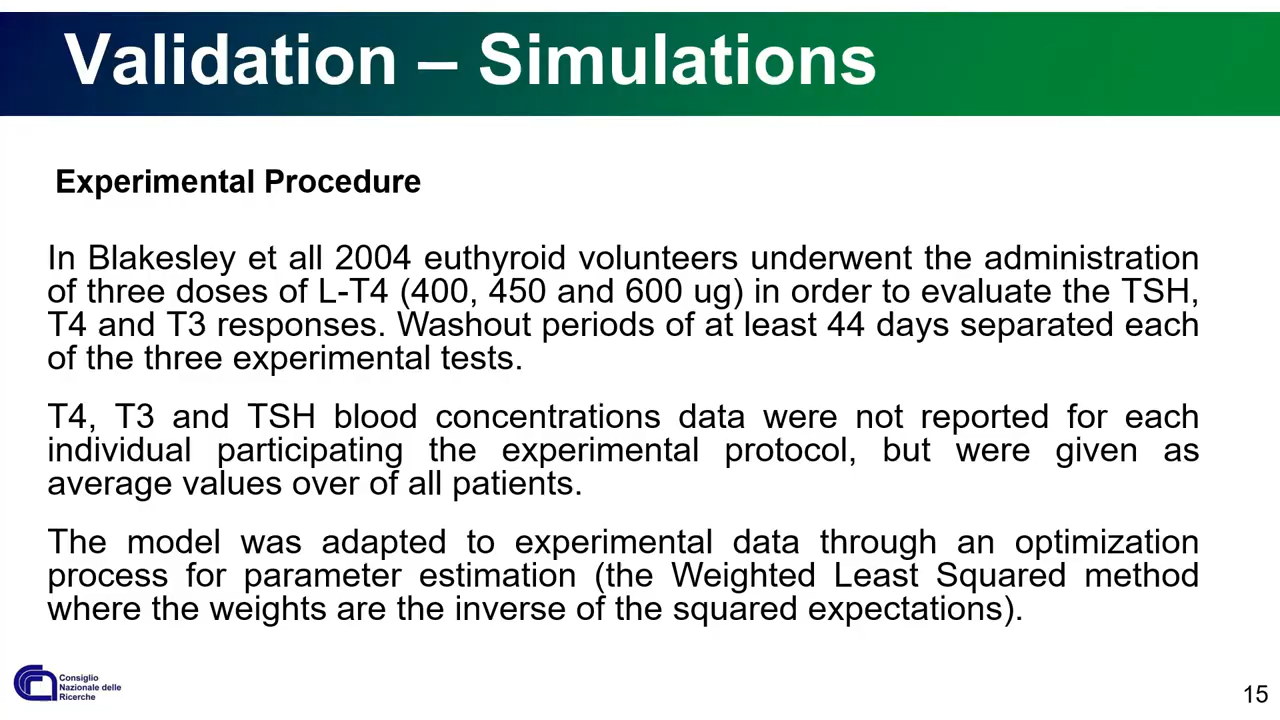 Validation – Simulations
Experimental Procedure
In Blakesley et all 2004 euthyroid volunteers underwent the administration
of three doses of L-T4 (400, 450 and 600 ug) in order to evaluate the TSH,
T4 and T3 responses. Washout periods of at least 44 days separated each
of the three experimental tests.
T4, T3 and TSH blood concentrations data were not reported for each
individual participating the experimental protocol, but were given as
average values over of all patients.
The model was adapted to experimental data through an optimization
process for parameter estimation (the Weighted Least Squared method
where the weights are the inverse of the squared expectations).
Consiglio
Nazionale delle
Ricerche
15